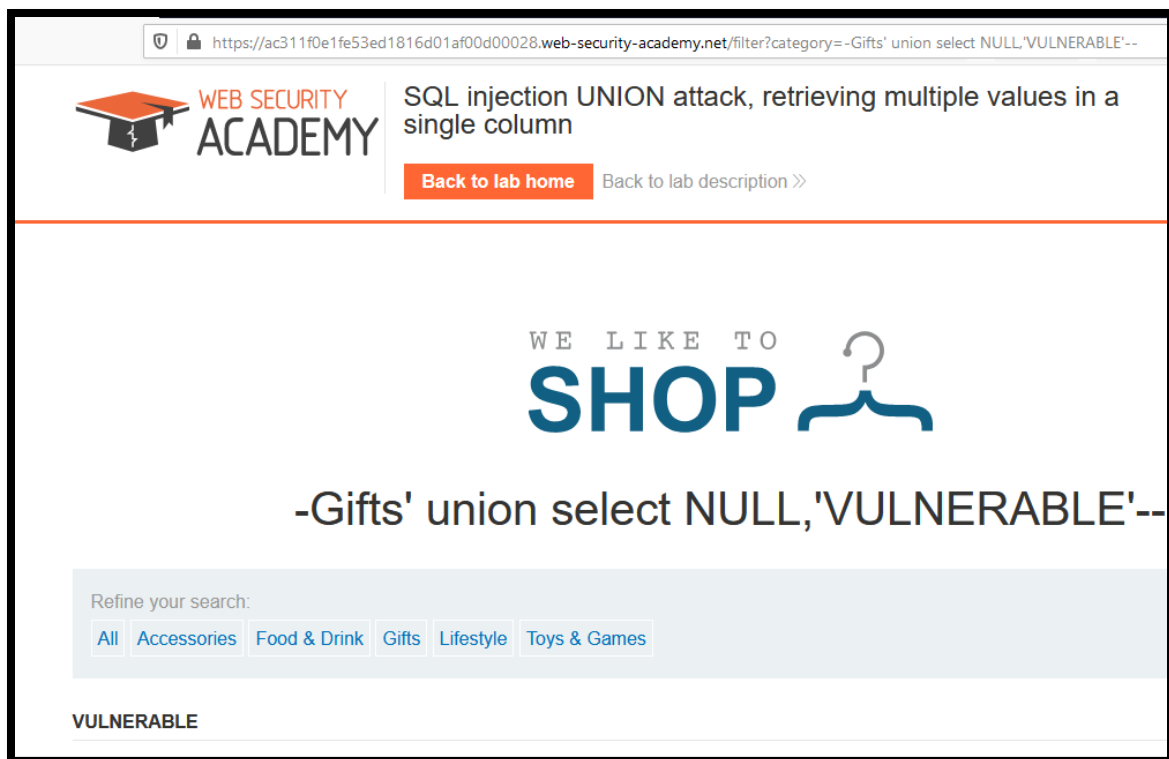 https://ac311f0e1fe53ed1816d01af00d00028.web-security-academy.net/filter?category=-Gifts' union select NULL,'VULNERABLE'--
WEB SECURITY
ACADEMY
SQL injection UNION attack, retrieving multiple values in a
single column
Back to lab home
Back to lab description
WE LIKE TO
SHOP
-Gifts' union select NULL,'VULNERABLE'--
Refine your search:
All Accessories Food & Drink Gifts Lifestyle Toys & Games
VULNERABLE